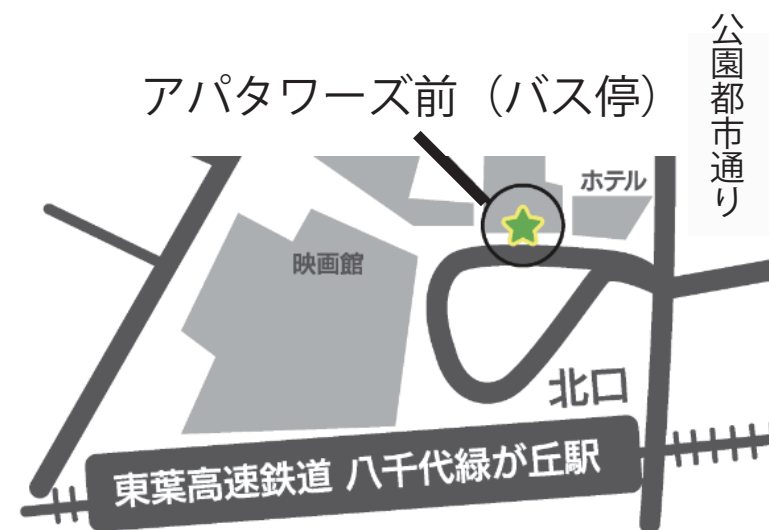 公園都市通り
アパタワーズ前（バス停）
ホテル
映画館
北口
東葉高速鉄道 八千代緑が丘駅